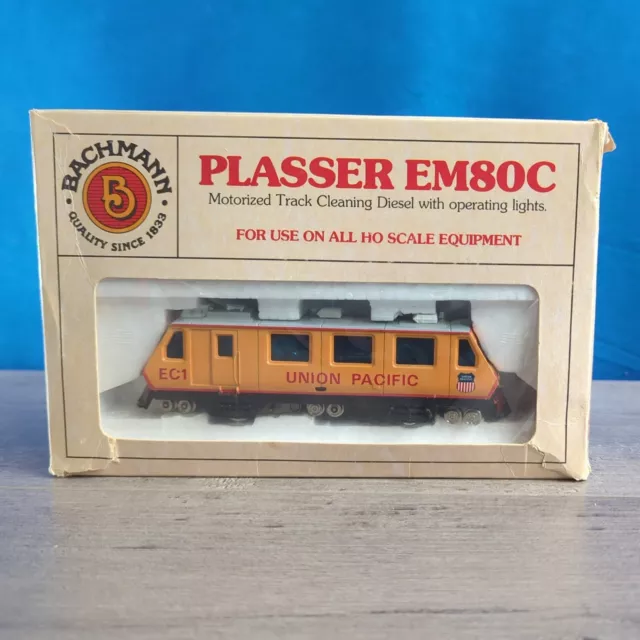 BACHMANN
B
QUALITY SINCE 1833
PLASSER EM80C
Motorized Track Cleaning Diesel with operating lights.
FOR USE ON ALL HO SCALE EQUIPMENT
EC1
UNION PACIFIC